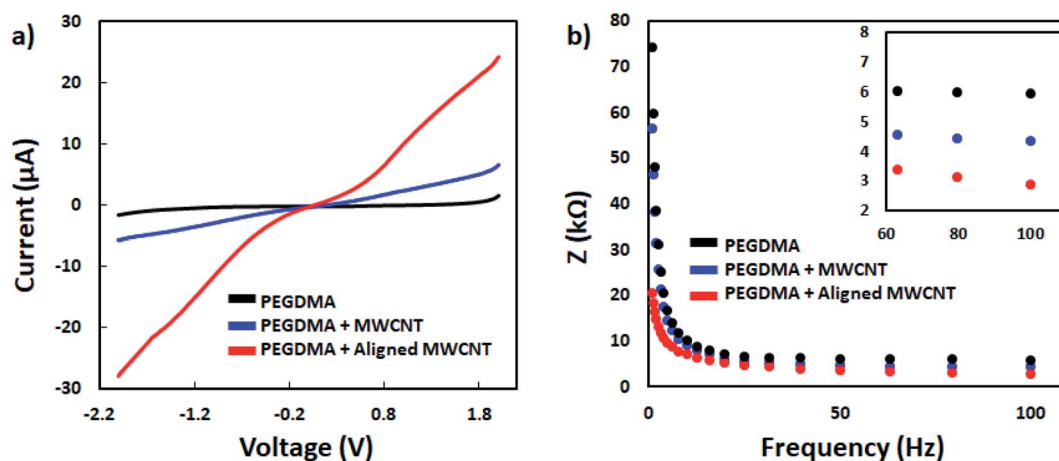 a)
30
20
10
0
-10
-20
-30
Current (µA)
-2.2
-1.2
-0.2
0.8
1.8
Voltage (V)
PEGDMA
PEGDMA + MWCNT
PEGDMA + Aligned MWCNT
b)
80
70
60
50
40
30
20
10
0
Z (kΩ)
0
50
100
Frequency (Hz)
PEGDMA
PEGDMA + MWCNT
PEGDMA + Aligned MWCNT
8
7
6
5
4
3
2
60
80
100